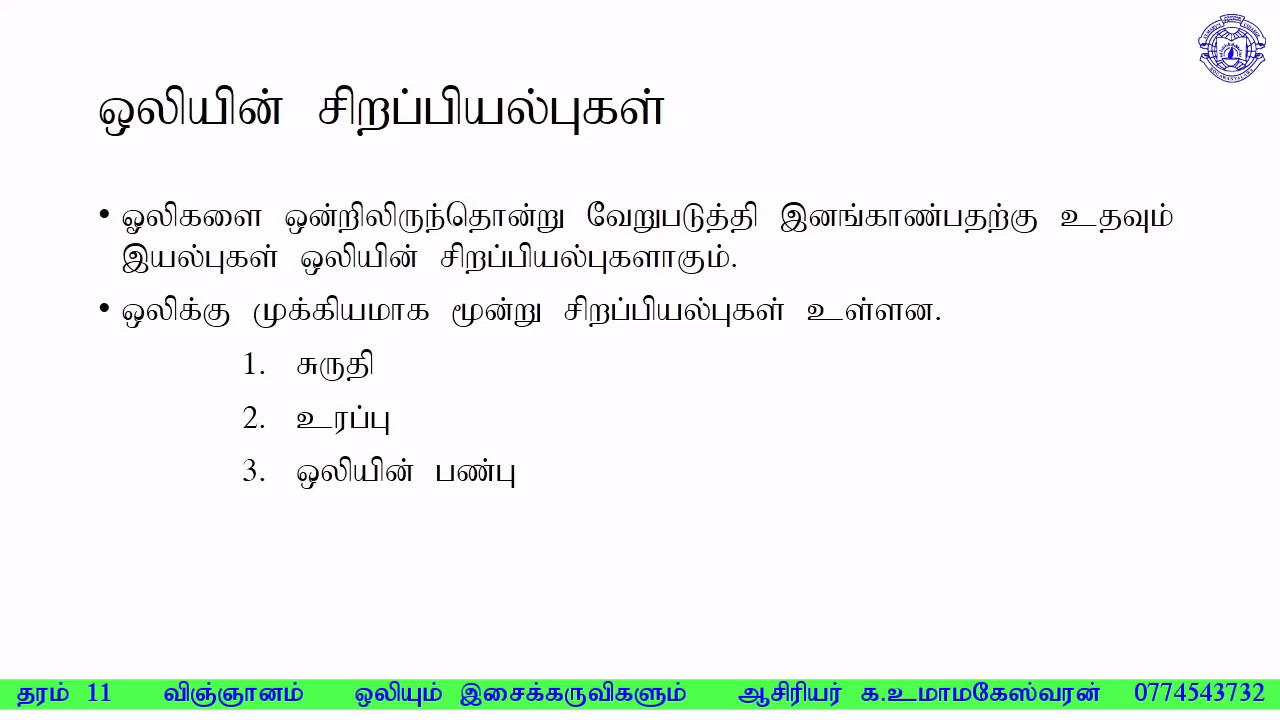 ஒலியின் சிறப்பியல்புகள்
• ஓலிகளை ஒன்றிலிருந்தொன்று வேறுபடுத்தி இனங்காண்பதற்கு உதவும்
இயல்புகள் ஒலியின் சிறப்பியல்புகளாகும்.
• ஒலிக்கு முக்கியமாக மூன்று சிறப்பியல்புகள் உள்ளன.
1. சுருதி
2. உரப்பு
3. ஒலியின் பண்பு
தரம் 11 விஞ்ஞானம் ஒலியும் இசைக்கருவிகளும் ஆசிரியர் க.உமாமகேஸ்வரன் 0774543732